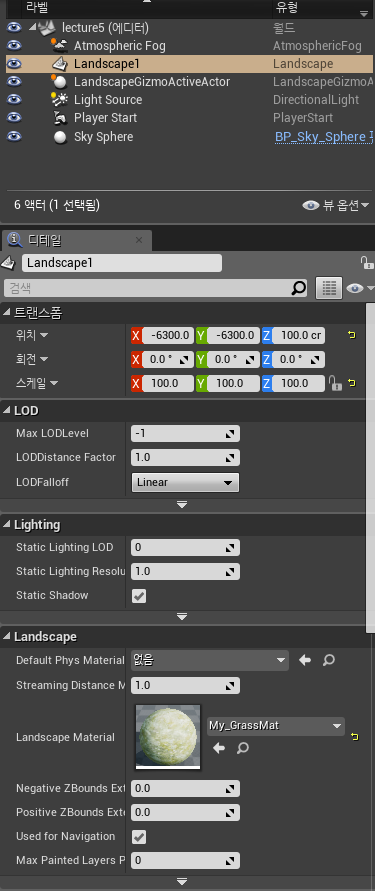 라벨 유형
lecture5 (에디터) 월드
Atmospheric Fog AtmosphericFog
Landscape1 Landscape
LandscapeGizmoActiveActor LandscapeGizmoA
Light Source DirectionalLight
Player Start PlayerStart
Sky Sphere BP_Sky_Sphere
6 액터 (1 선택됨) 뷰 옵션
디테일
Landscape1
검색
트랜스폼
위치 X -6300.0 Y -6300.0 Z 100.0 cr
회전 X 0.0 ° Y 0.0 ° Z 0.0 °
스케일 X 100.0 Y 100.0 Z 100.0
LOD
Max LODLevel -1
LODDistance Factor 1.0
LODFalloff Linear
Lighting
Static Lighting LOD 0
Static Lighting Resolu 1.0
Static Shadow
Landscape
Default Phys Material 없음
Streaming Distance M 1.0
Landscape Material My_GrassMat
Negative ZBounds Ext 0.0
Positive ZBounds Exte 0.0
Used for Navigation
Max Painted Layers P 0